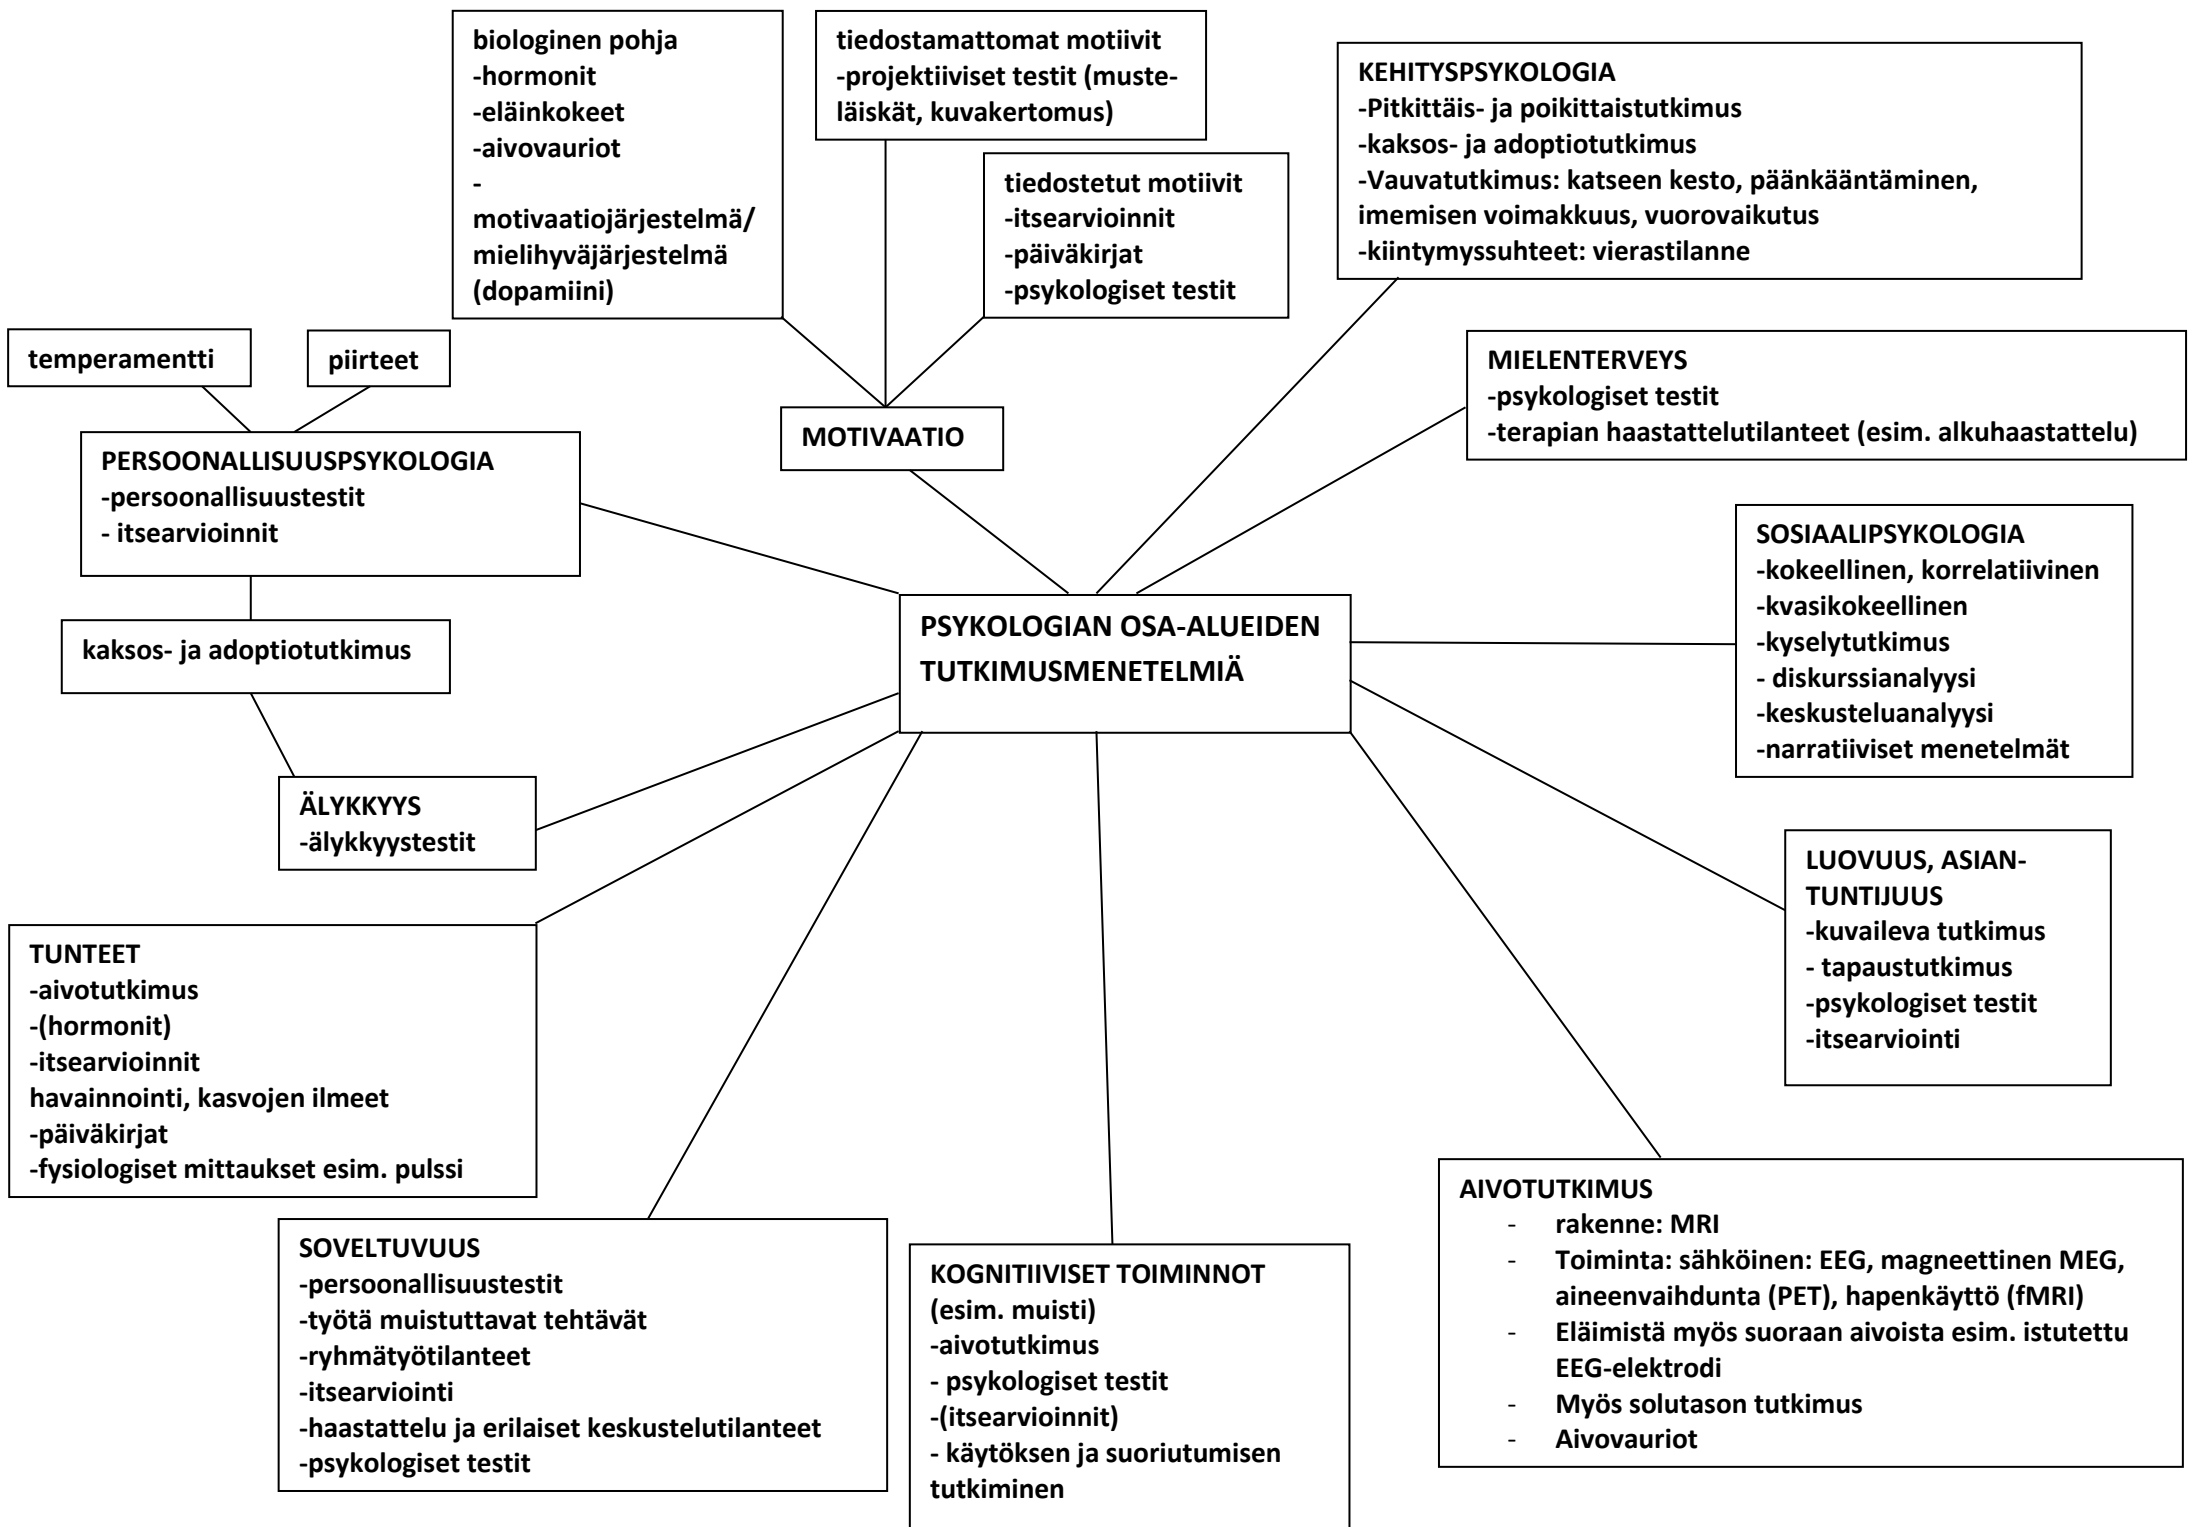 biologinen pohja
-hormonit
-eläinkokeet
-aivovauriot
-
motivaatiojärjestelmä/
mielihyväjärjestelmä
(dopamiini)
tiedostamattomat motiivit
-projektiiviset testit (muste-
läiskät, kuvakertomus)
tiedostetut motiivit
-itsearvioinnit
-päiväkirjat
-psykologiset testit
KEHITYSPSYKOLOGIA
-Pitkittäis- ja poikittaistutkimus
-kaksos- ja adoptiotutkimus
-Vauvatutkimus: katseen kesto, päänkääntäminen,
imemisen voimakkuus, vuorovaikutus
-kiintymyssuhteet: vierastilanne
temperamentti
piirteet
MOTIVAATIO
MIELENTERVEYS
-psykologiset testit
-terapian haastattelutilanteet (esim. alkuhaastattelu)
PERSOONALLISUUSPSYKOLOGIA
-persoonallisuustestit
- itsearvioinnit
SOSIAALIPSYKOLOGIA
-kokeellinen, korrelatiivinen
-kvasikokeellinen
-kyselytutkimus
- diskurssianalyysi
-keskusteluanalyysi
-narratiiviset menetelmät
kaksos- ja adoptiotutkimus
PSYKOLOGIAN OSA-ALUEIDEN
TUTKIMUSMENETELMIÄ
ÄLYKKYYS
-älykkyystestit
LUOVUUS, ASIAN-
TUNTIJUUS
-kuvaileva tutkimus
- tapaustutkimus
-psykologiset testit
-itsearviointi
TUNTEET
-aivotutkimus
-(hormonit)
-itsearvioinnit
havainnointi, kasvojen ilmeet
-päiväkirjat
-fysiologiset mittaukset esim. pulssi
SOVELTUVUUS
-persoonallisuustestit
-työtä muistuttavat tehtävät
-ryhmätyötilanteet
-itsearviointi
-haastattelu ja erilaiset keskustelutilanteet
-psykologiset testit
KOGNITIIVISET TOIMINNOT
(esim. muisti)
-aivotutkimus
- psykologiset testit
-(itsearvioinnit)
- käytöksen ja suoriutumisen
tutkiminen
AIVOTUTKIMUS
- rakenne: MRI
- Toiminta: sähköinen: EEG, magneettinen MEG,
aineenvaihdunta (PET), hapenkäyttö (fMRI)
- Eläimistä myös suoraan aivoista esim. istutettu
EEG-elektrodi
- Myös solutason tutkimus
- Aivovauriot